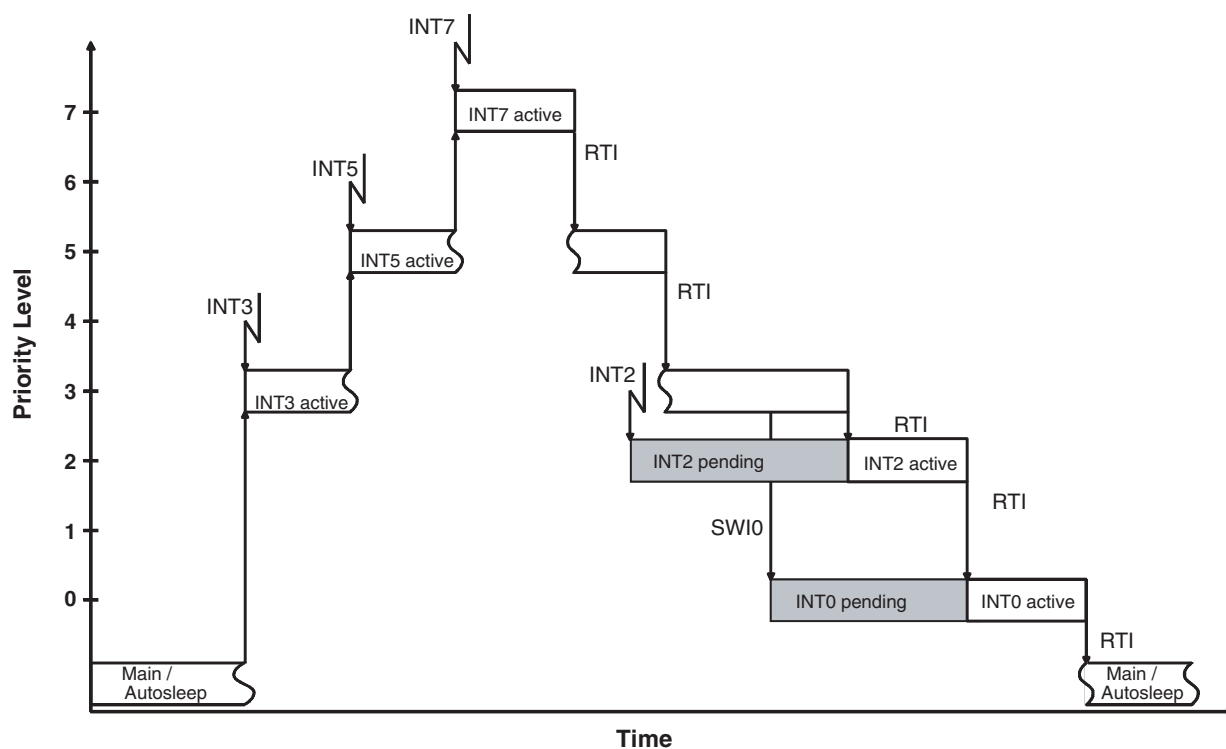 INT7
7
INT7 active
RTI
INT5
6
5
INT5 active
RTI
INT3
4
INT2
3
INT3 active
RTI
2
INT2 pending
INT2 active
RTI
1
SWI0
0
INT0 pending
INT0 active
RTI
Main /
Autosleep
Main /
Autosleep
Priority Level
Time